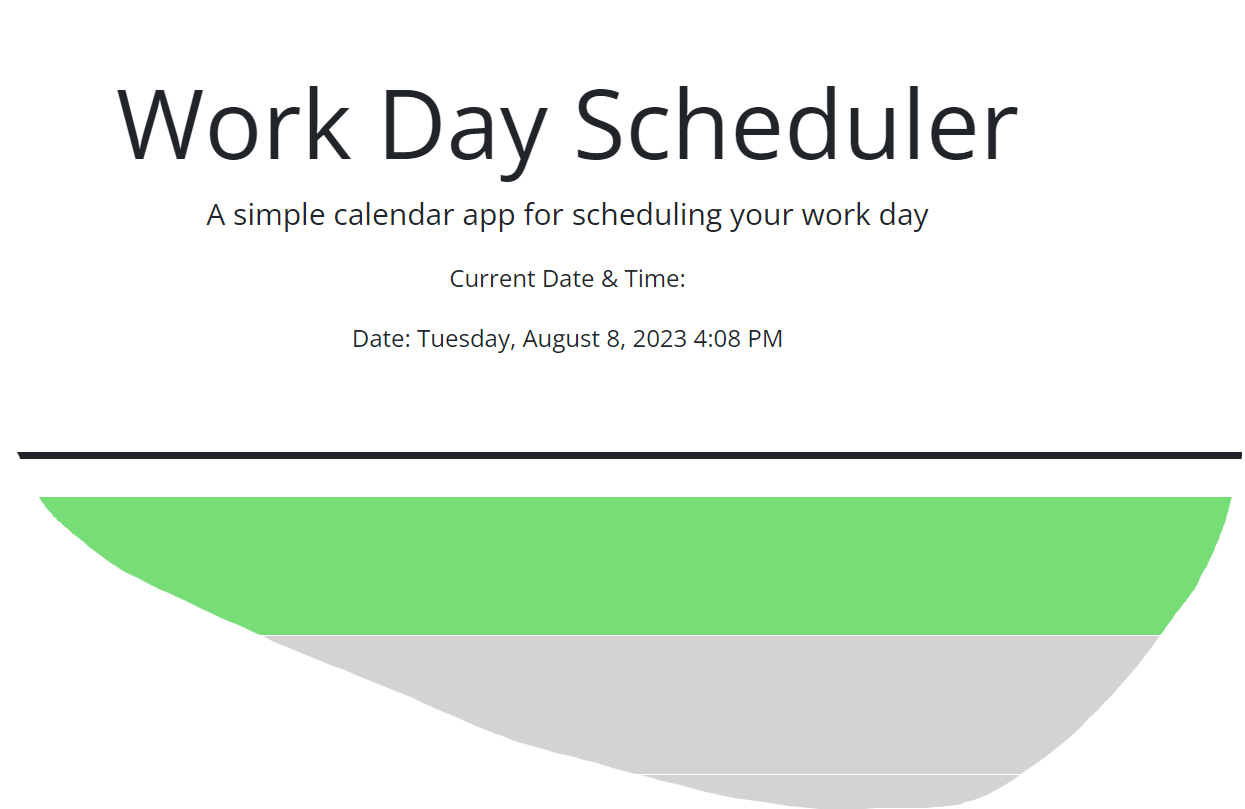 Work Day Scheduler
A simple calendar app for scheduling your work day
Current Date & Time:
Date: Tuesday, August 8, 2023 4:08 PM